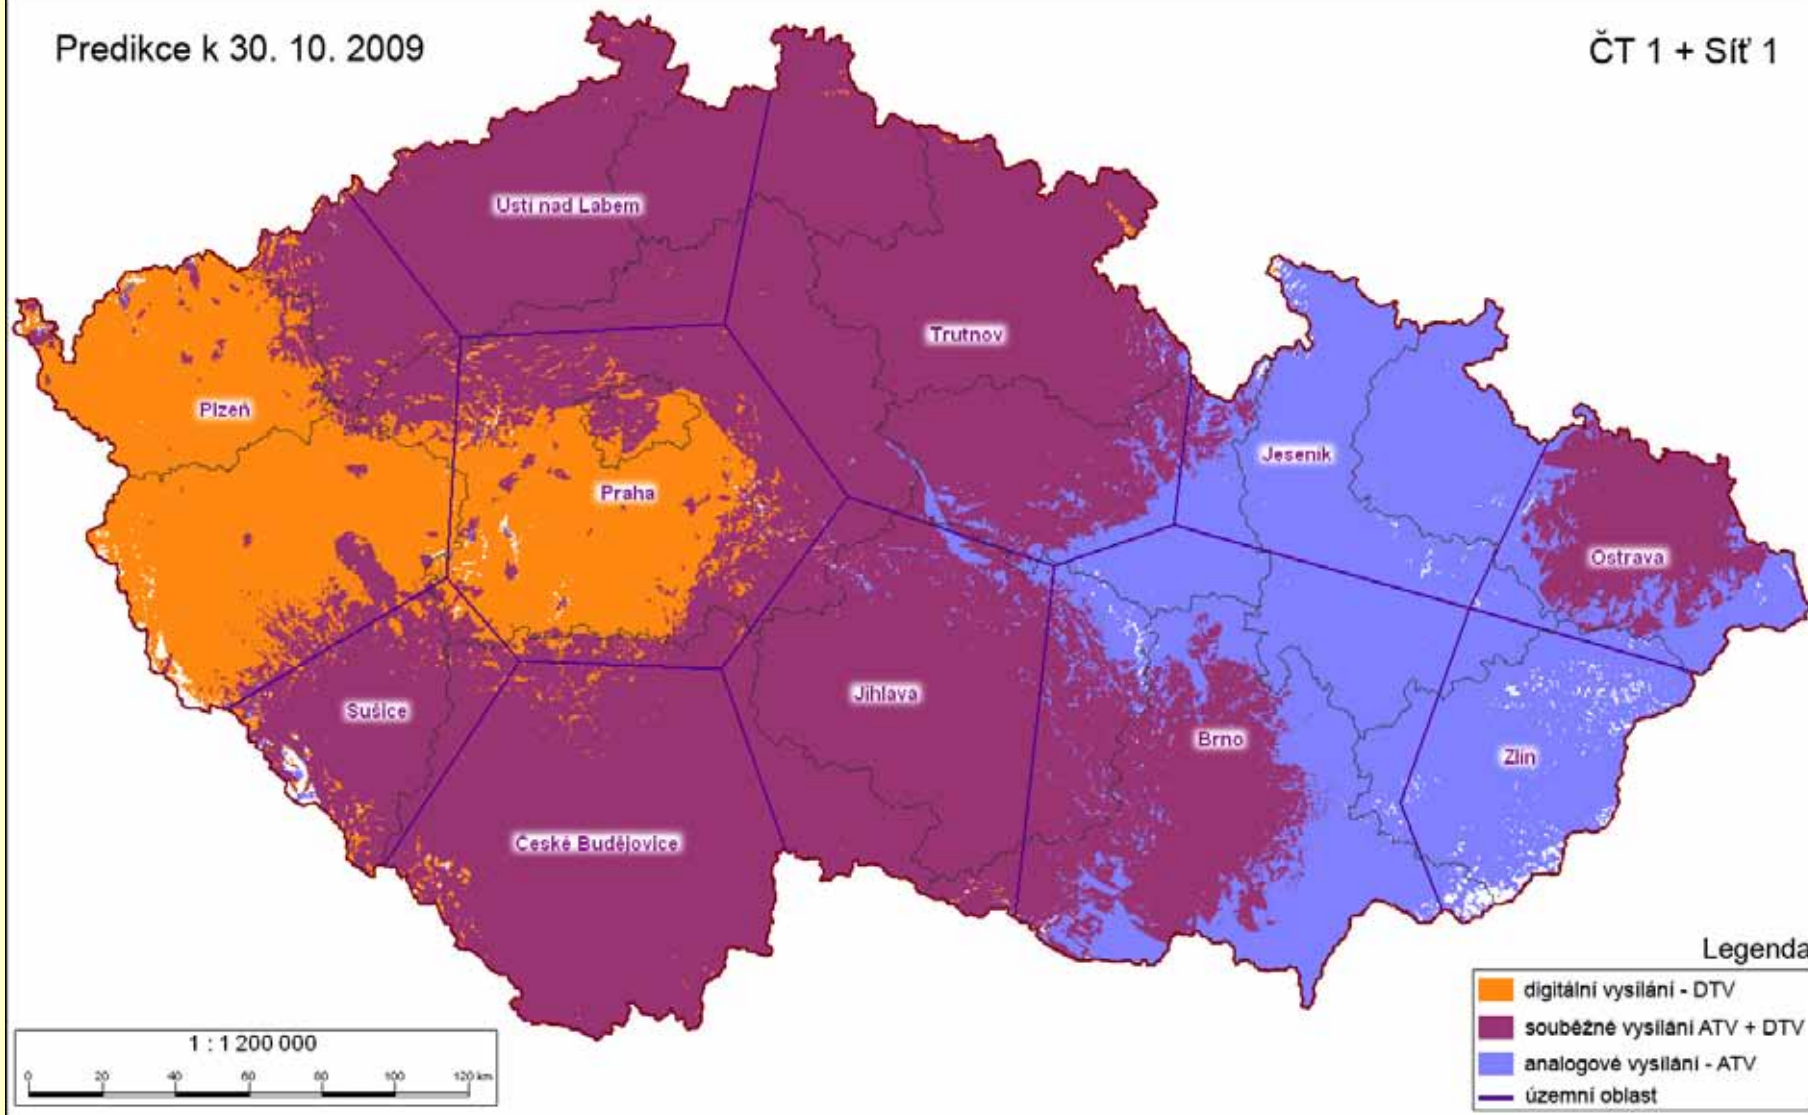 Predikce k 30. 10. 2009
ČT 1 + Síť 1
Ústí nad Labem
Trutnov
Plzeň
Jeseník
Praha
Ostrava
Sušice
Jihlava
Brno
Zlín
České Budějovice
Legenda
digitální vysílání - DTV
souběžné vysílání ATV + DTV
analogové vysílání - ATV
územní oblast
1 : 1 200 000
0 20 40 60 80 100 120 km